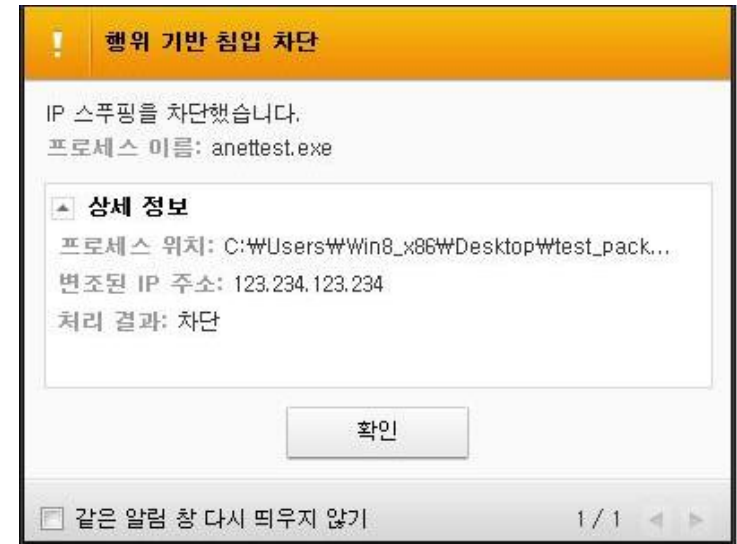 !
행위 기반 침입 차단
IP 스푸핑을 차단했습니다.
프로세스 이름: anettest.exe
상세 정보
프로세스 위치: C:₩Users₩Win8_x86₩Desktop₩test_pack...
변조된 IP 주소: 123.234.123.234
처리 결과: 차단
확인
같은 알림 창 다시 띄우지 않기
1 / 1